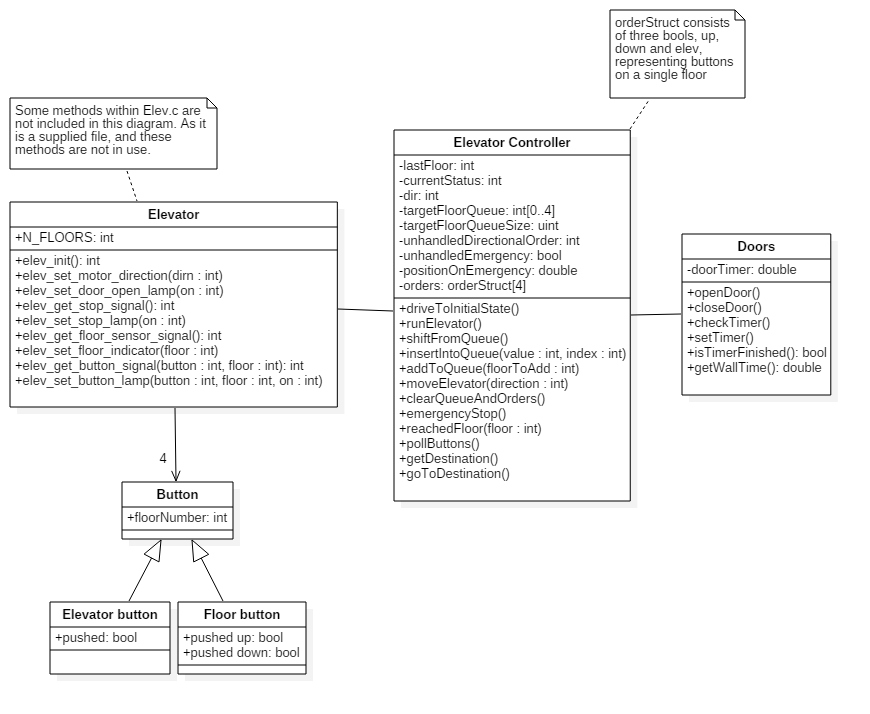 orderStruct consists
of three bools, up,
down and elev,
representing buttons
on a single floor
Some methods within Elev.c are
not included in this diagram. As it
is a supplied file, and these
methods are not in use.
Elevator
+N_FLOORS: int
+elev_init(): int
+elev_set_motor_direction(dirn : int)
+elev_set_door_open_lamp(on : int)
+elev_get_stop_signal(): int
+elev_set_stop_lamp(on : int)
+elev_get_floor_sensor_signal(): int
+elev_set_floor_indicator(floor : int)
+elev_get_button_signal(button : int, floor : int): int
+elev_set_button_lamp(button : int, floor : int, on : int)
Elevator Controller
-lastFloor: int
-currentStatus: int
-dir: int
-targetFloorQueue: int[0..4]
-targetFloorQueueSize: uint
-unhandledDirectionalOrder: int
-unhandledEmergency: bool
-positionOnEmergency: double
-orders: orderStruct[4]
+driveToInitialState()
+runElevator()
+shiftFromQueue()
+insertIntoQueue(value : int, index : int)
+addToQueue(floorToAdd : int)
+moveElevator(direction : int)
+clearQueueAndOrders()
+emergencyStop()
+reachedFloor(floor : int)
+pollButtons()
+getDestination()
+goToDestination()
Doors
-doorTimer: double
+openDoor()
+closeDoor()
+checkTimer()
+setTimer()
+isTimerFinished(): bool
+getWallTime(): double
4
Button
+floorNumber: int
Elevator button
+pushed: bool
Floor button
+pushed up: bool
+pushed down: bool